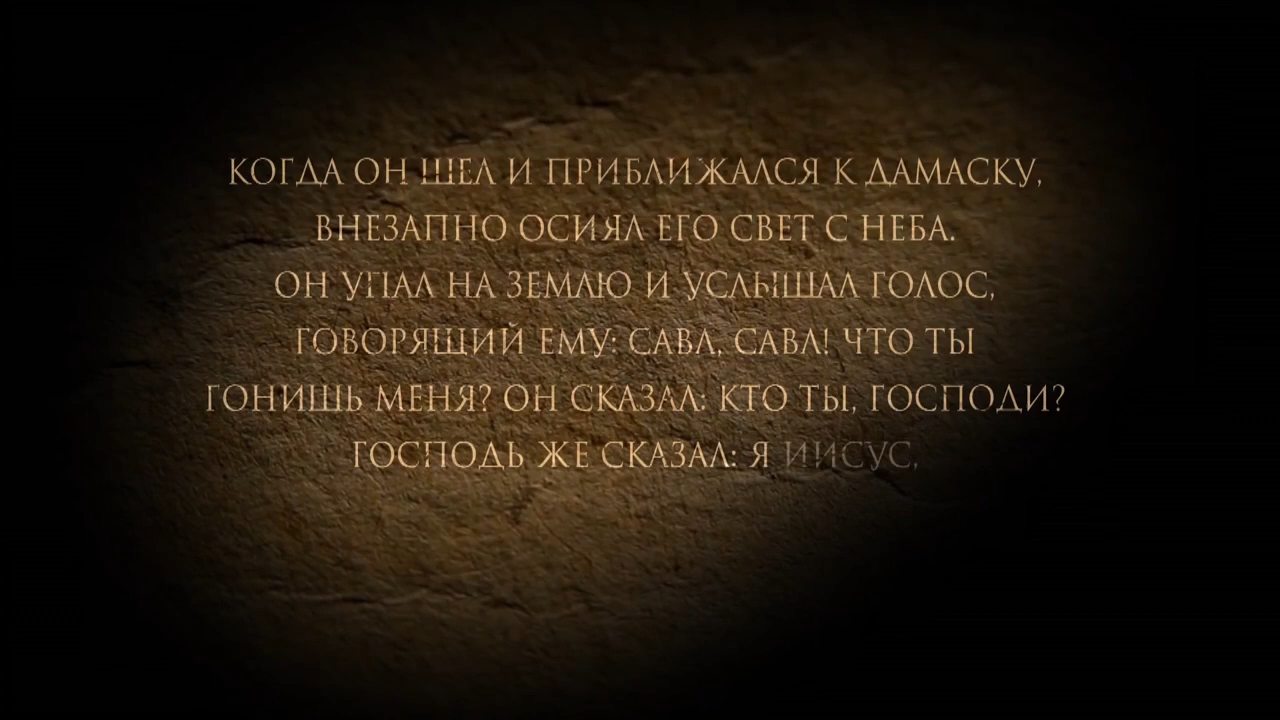 КОГДА ОН ШЕЛ И ПРИБЛИЖАЛСЯ К ДАМАСКУ,
ВНЕЗАПНО ОСИЯЛ ЕГО СВЕТ С НЕБА.
ОН УПАЛ НА ЗЕМЛЮ И УСЛЫШАЛ ГОЛОС,
ГОВОРЯЩИЙ ЕМУ: САВЛ, САВЛ! ЧТО ТЫ
ГОНИШЬ МЕНЯ? ОН СКАЗАЛ: КТО ТЫ, ГОСПОДИ?
ГОСПОДЬ ЖЕ СКАЗАЛ: Я ИИСУС,